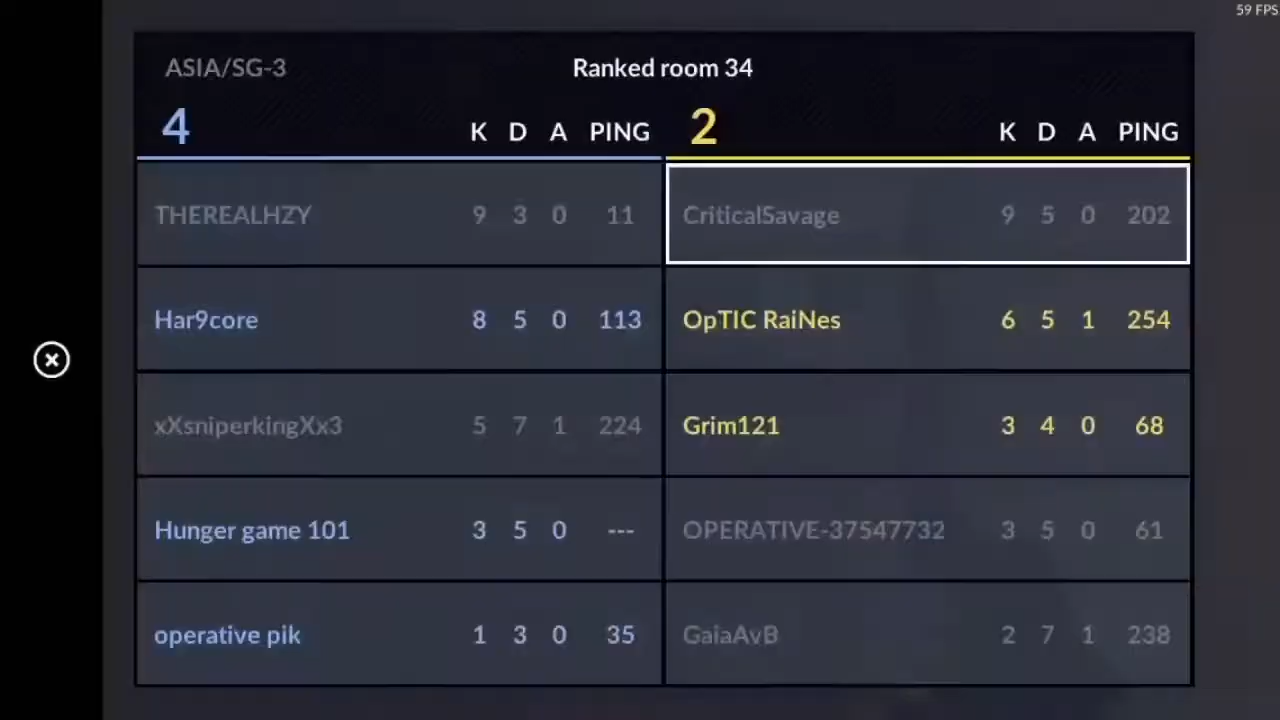 59 FPS
ASIA/SG-3 Ranked room 34
4 K D A PING 2 K D A PING
THEREALHZY 9 3 0 11 CriticalSavage 9 5 0 202
Har9core 8 5 0 113 OpTIC RaiNes 6 5 1 254
xXsniperkingXx3 5 7 1 224 Grim121 3 4 0 68
Hunger game 101 3 5 0 --- OPERATIVE-37547732 3 5 0 61
operative pik 1 3 0 35 GaiaAvB 2 7 1 238